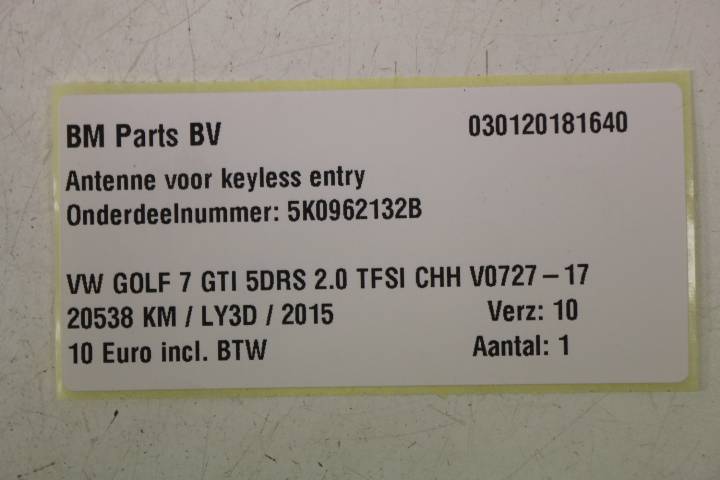 BM Parts BV 030120181640
Antenne voor keyless entry
Onderdeelnummer: 5K0962132B
VW GOLF 7 GTI 5DRS 2.0 TFSI CHH V0727-17
20538 KM / LY3D / 2015 Verz: 10
10 Euro incl. BTW Aantal: 1